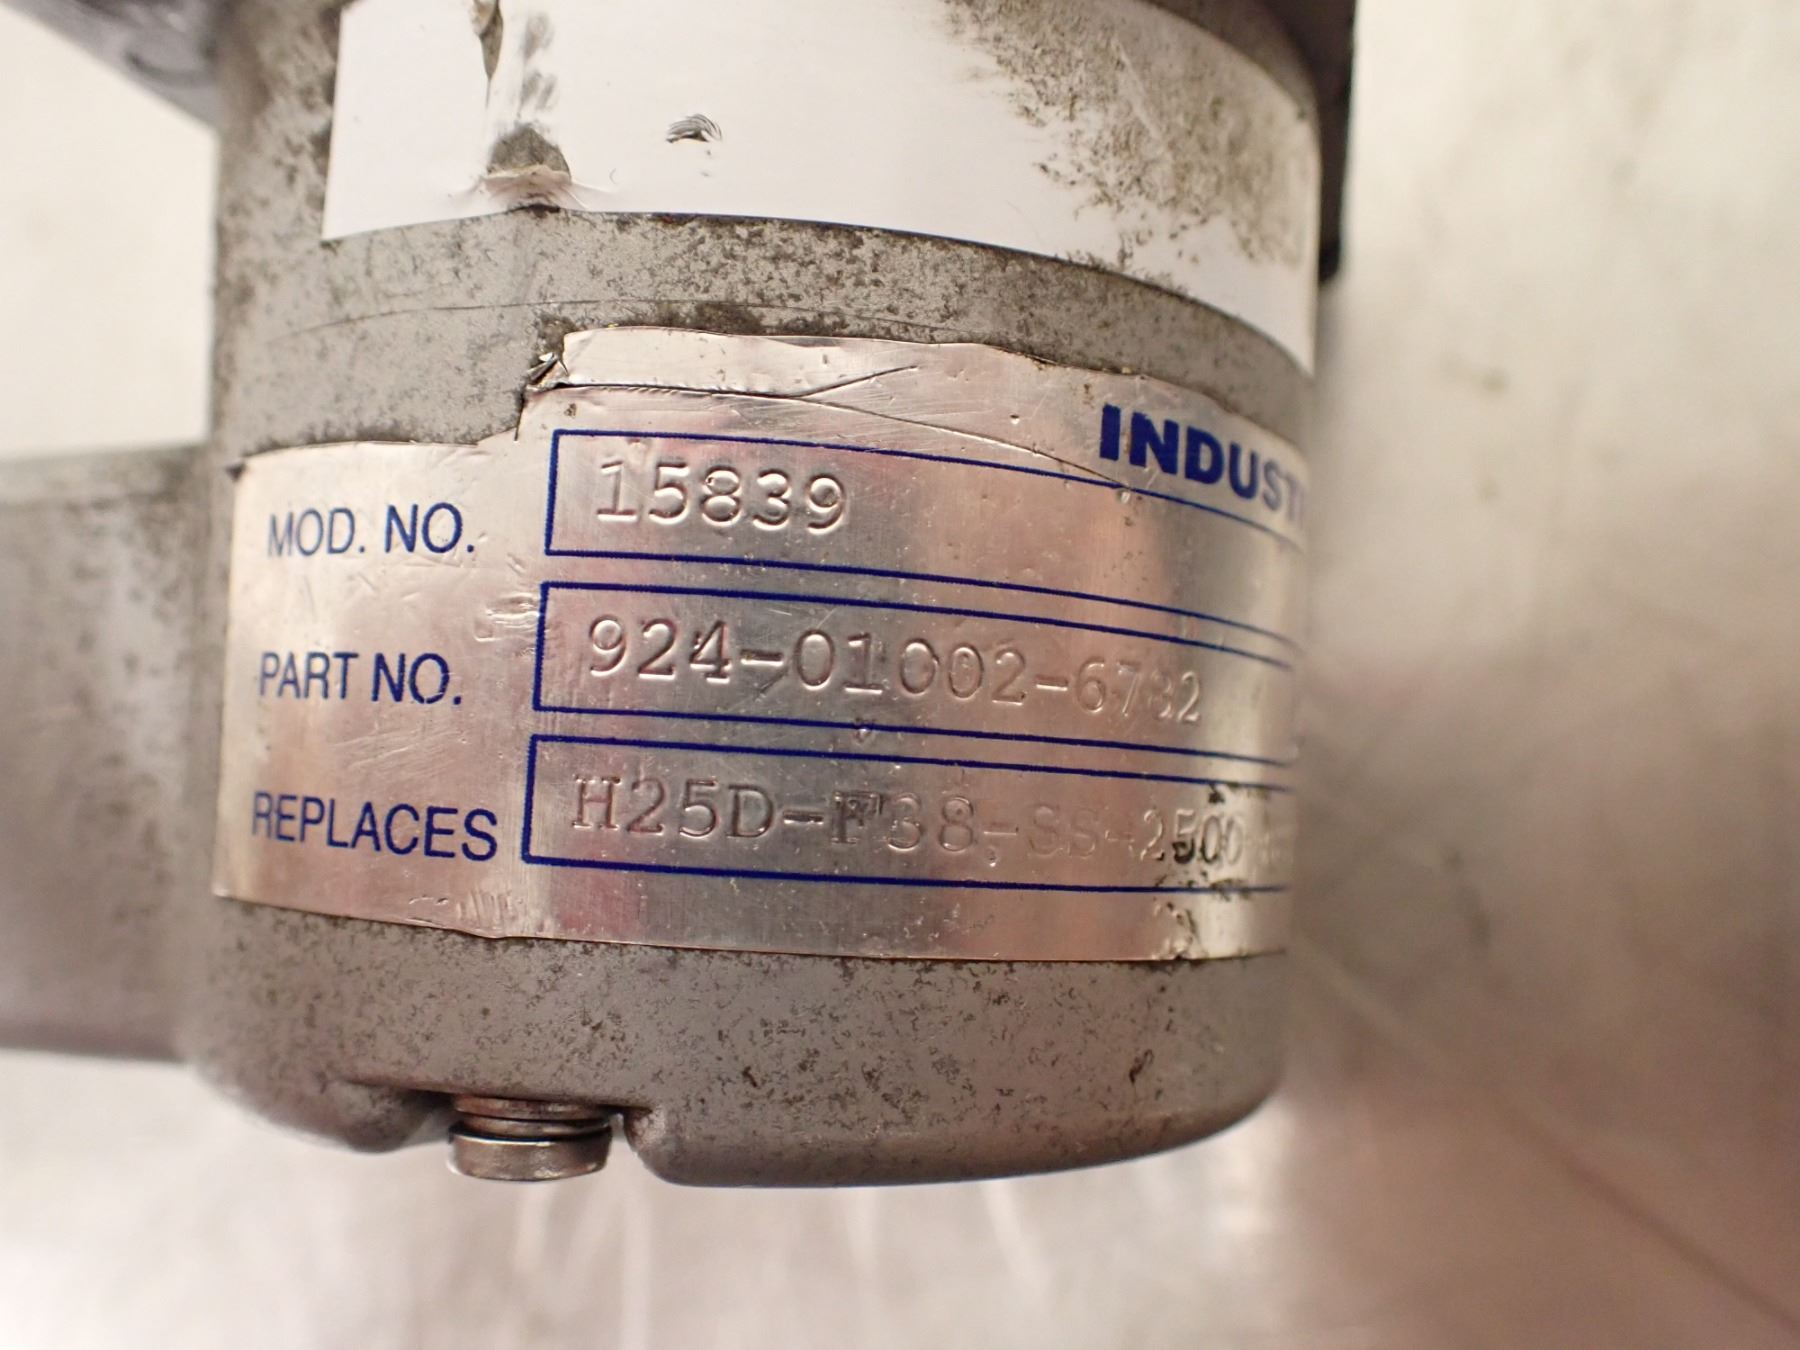 INDUST
MOD. NO. 15839
PART NO. 924-01002-6782
REPLACES H25D-F38-SS-2500